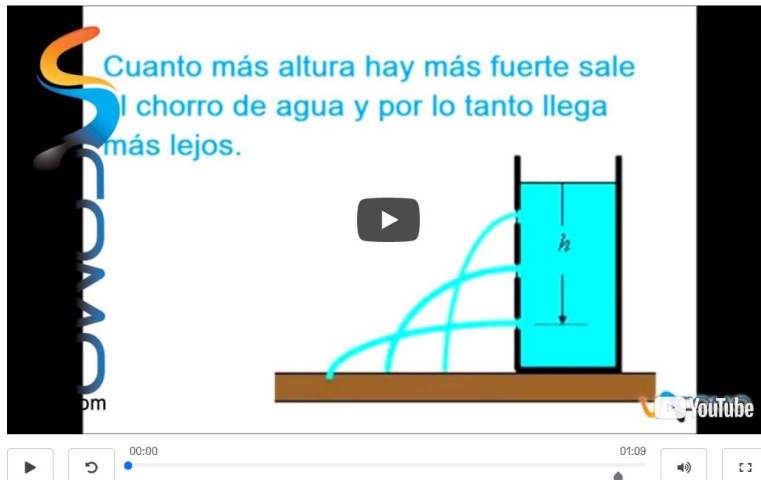 Cuanto más altura hay más fuerte sale
l chorro de agua y por lo tanto llega
más lejos.
h
om
YouTube
00:00
01:09